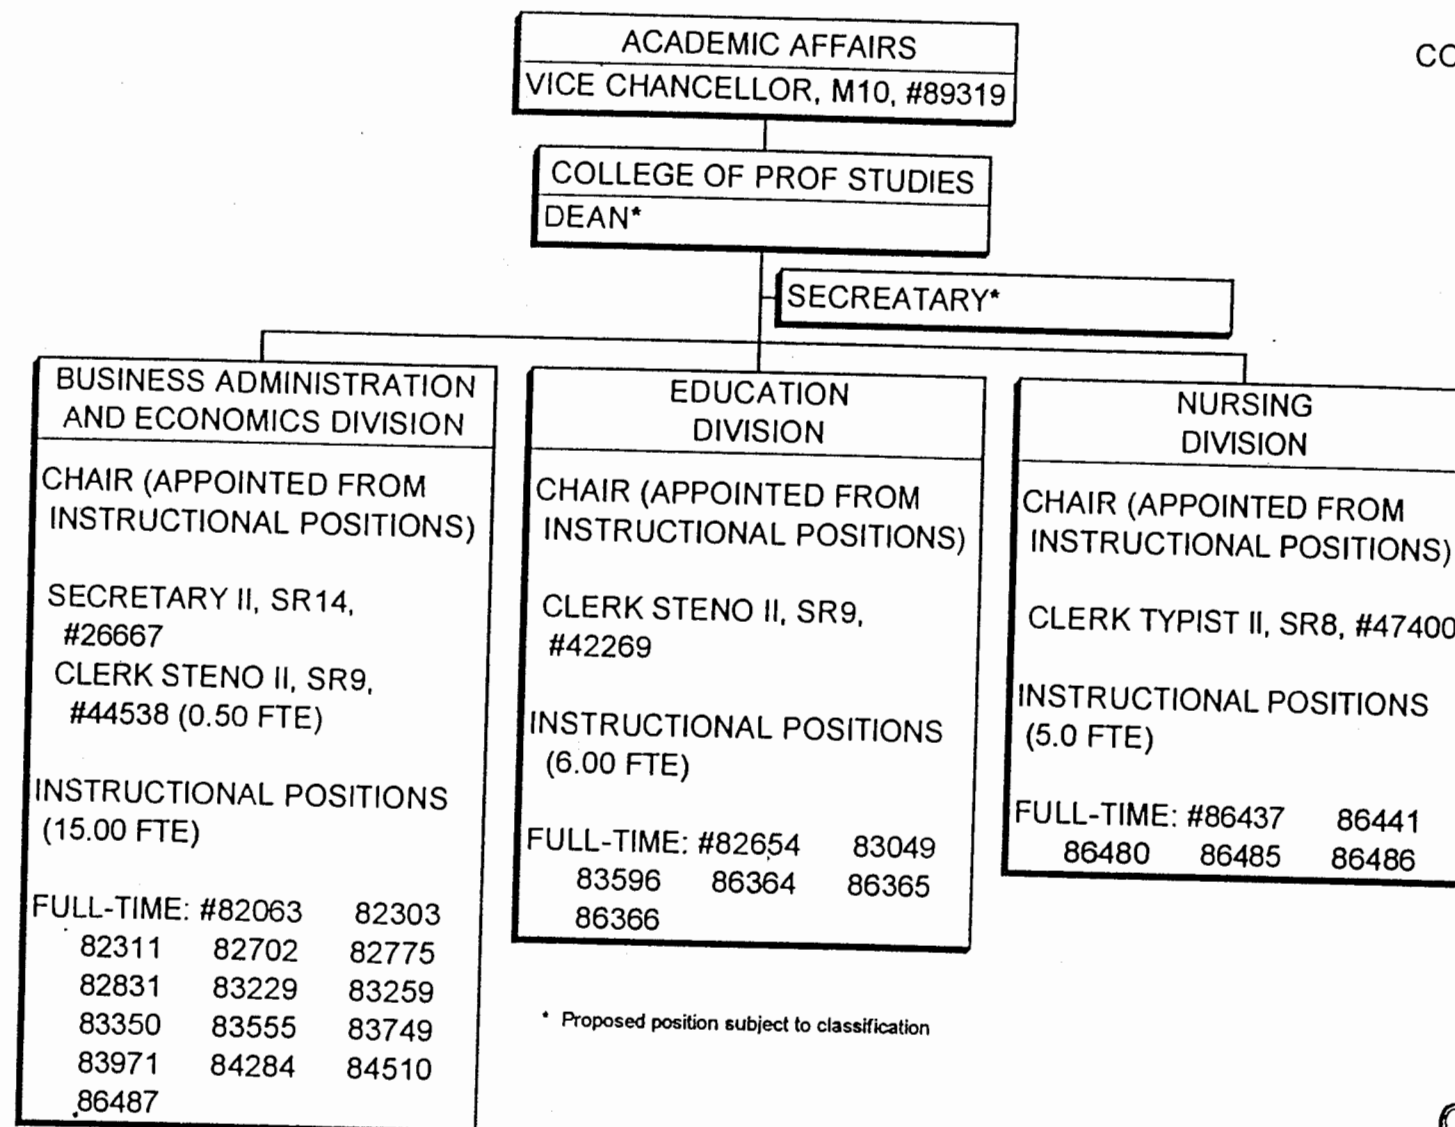 ACADEMIC AFFAIRS
VICE CHANCELLOR, M10, #89319
COLLEGE OF PROF STUDIES
DEAN*
SECREATARY*
BUSINESS ADMINISTRATION
AND ECONOMICS DIVISION
CHAIR (APPOINTED FROM
INSTRUCTIONAL POSITIONS)
SECRETARY II, SR14,
#26667
CLERK STENO II, SR9,
#44538 (0.50 FTE)
INSTRUCTIONAL POSITIONS
(15.00 FTE)
FULL-TIME: #82063 82303
82311 82702 82775
82831 83229 83259
83350 83555 83749
83971 84284 84510
86487
EDUCATION
DIVISION
CHAIR (APPOINTED FROM
INSTRUCTIONAL POSITIONS)
CLERK STENO II, SR9,
#42269
INSTRUCTIONAL POSITIONS
(6.00 FTE)
FULL-TIME: #82654 83049
83596 86364 86365
86366
NURSING
DIVISION
CHAIR (APPOINTED FROM
INSTRUCTIONAL POSITIONS)
CLERK TYPIST II, SR8, #47400
INSTRUCTIONAL POSITIONS
(5.0 FTE)
FULL-TIME: #86437 86441
86480 86485 86486
* Proposed position subject to classification